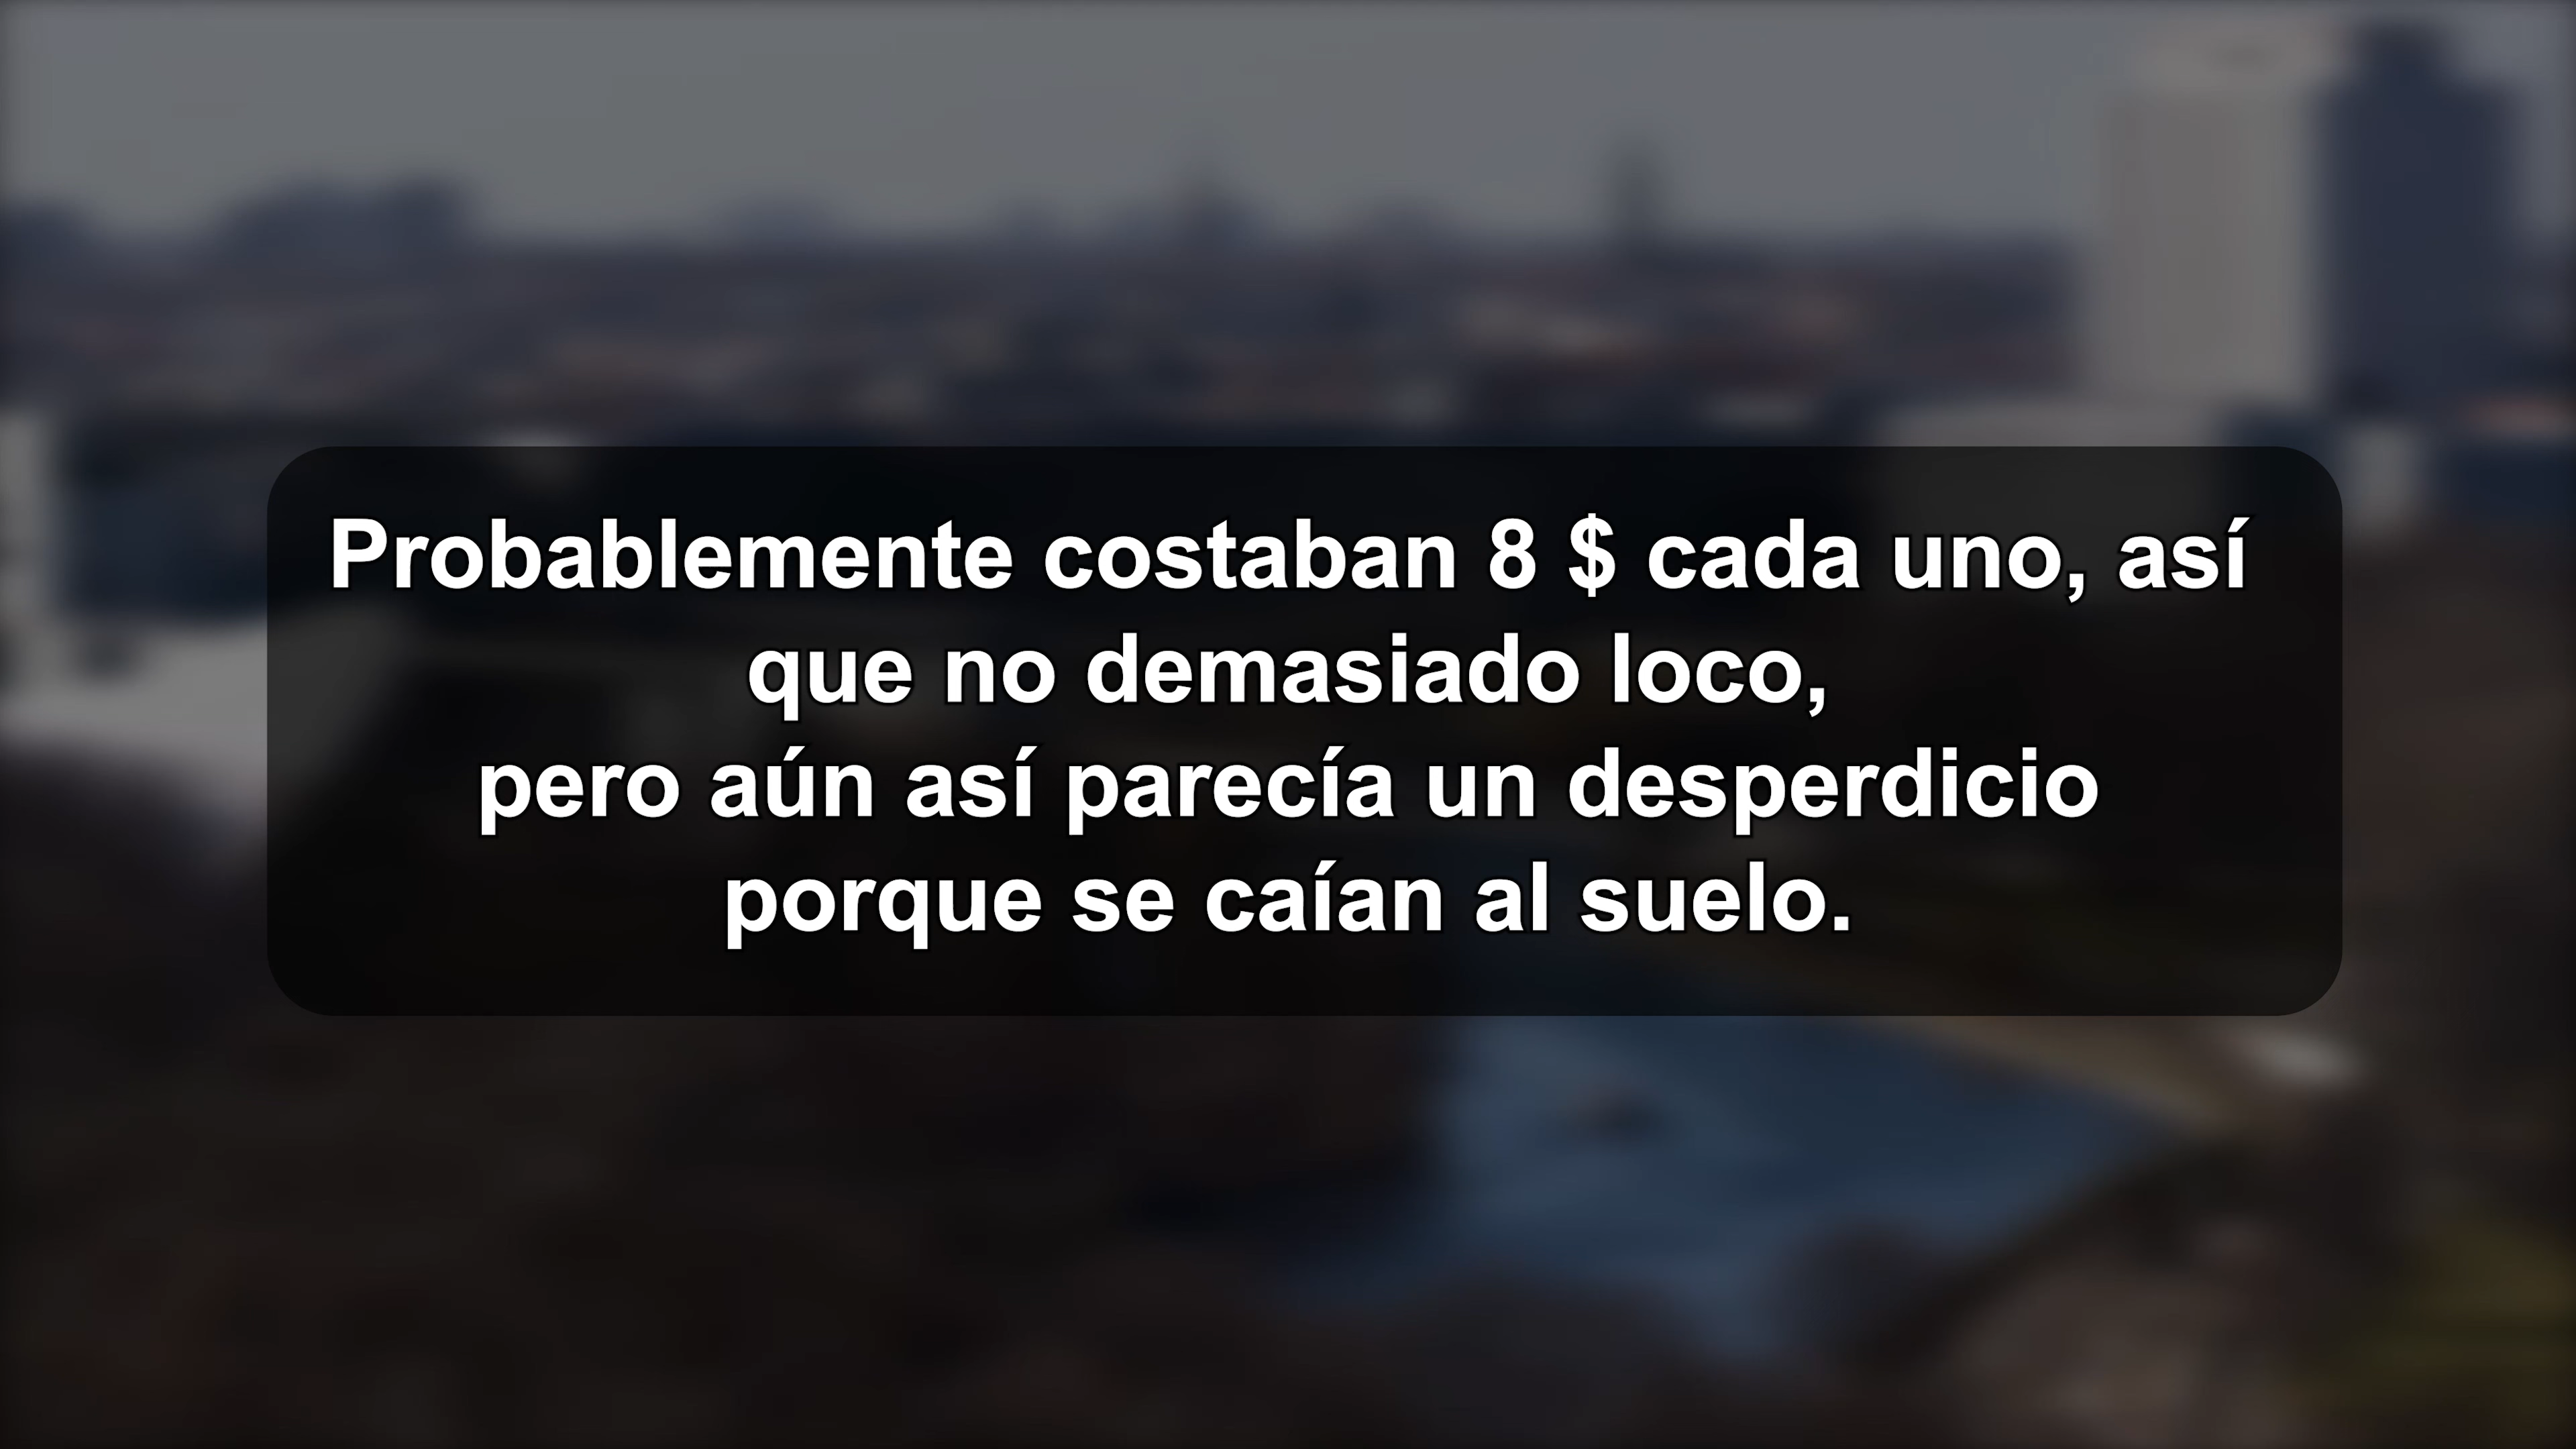 Probablemente costaban 8 $ cada uno, así
que no demasiado loco,
pero aún así parecía un desperdicio
porque se caían al suelo.